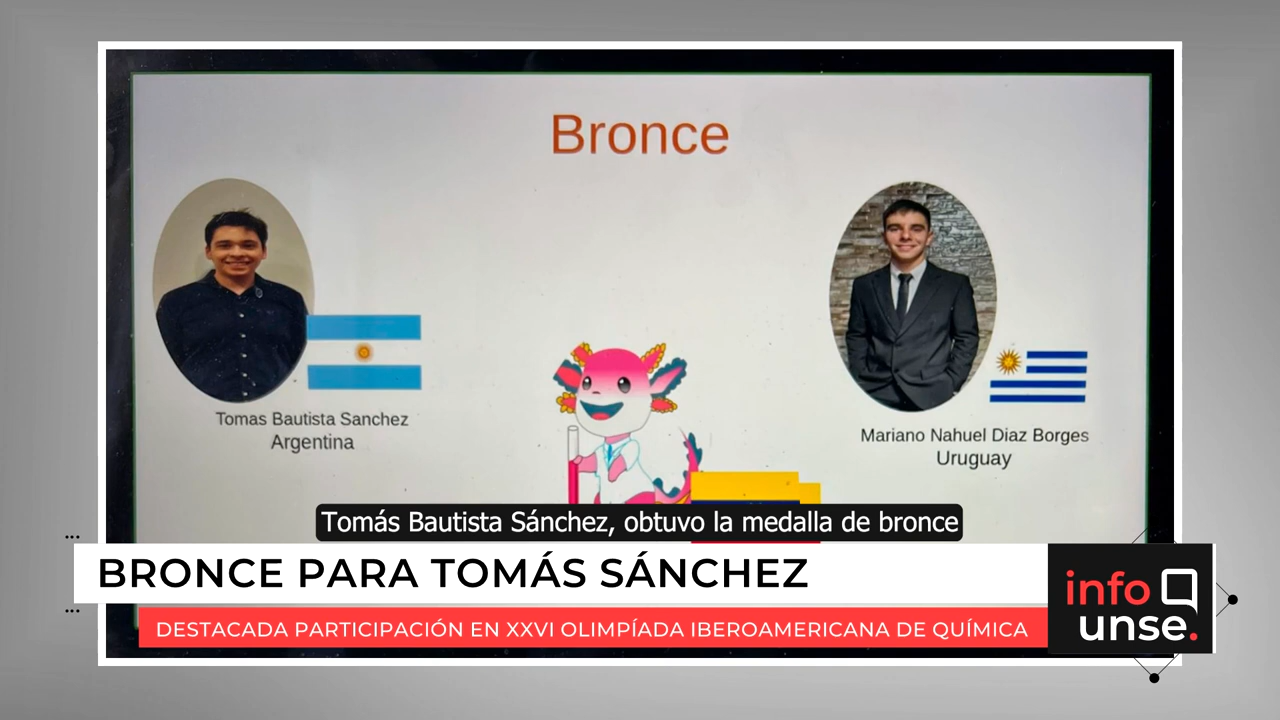 Bronce
Tomas Bautista Sanchez
Argentina
Mariano Nahuel Diaz Borges
Uruguay
Tomás Bautista Sánchez, obtuvo la medalla de bronce
BRONCE PARA TOMÁS SÁNCHEZ
DESTACADA PARTICIPACIÓN EN XXVI OLIMPÍADA IBEROAMERICANA DE QUÍMICA
info
unse.